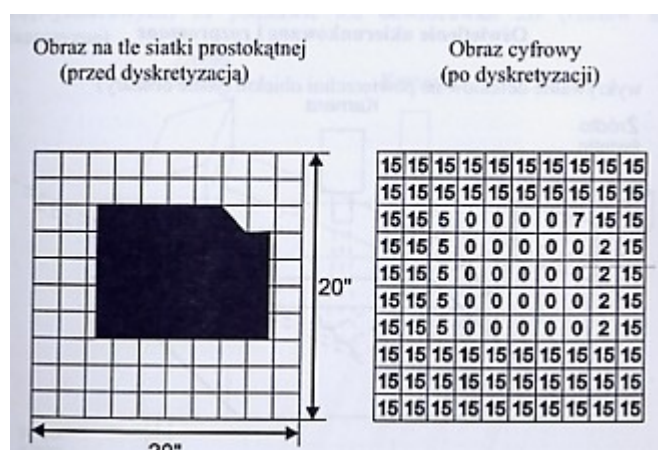 Obraz na tle siatki prostokątnej
(przed dyskretyzacją)
Obraz cyfrowy
(po dyskretyzacji)
20"
20"
15 15 15 15 15 15 15 15 15 15
15 15 15 15 15 15 15 15 15 15
15 15 5 0 0 0 0 7 15 15
15 15 5 0 0 0 0 0 2 15
15 15 5 0 0 0 0 0 2 15
15 15 5 0 0 0 0 0 2 15
15 15 5 0 0 0 0 0 2 15
15 15 15 15 15 15 15 15 15 15
15 15 15 15 15 15 15 15 15 15
15 15 15 15 15 15 15 15 15 15